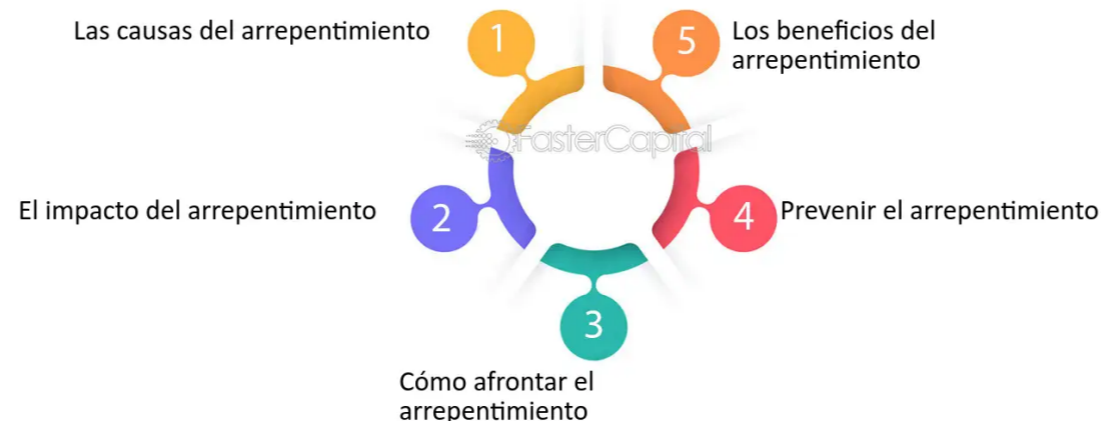 Las causas del arrepentimiento
1
5
Los beneficios del
arrepentimiento
FasterCapital
El impacto del arrepentimiento
2
4
Prevenir el arrepentimiento
3
Cómo afrontar el
arrepentimiento